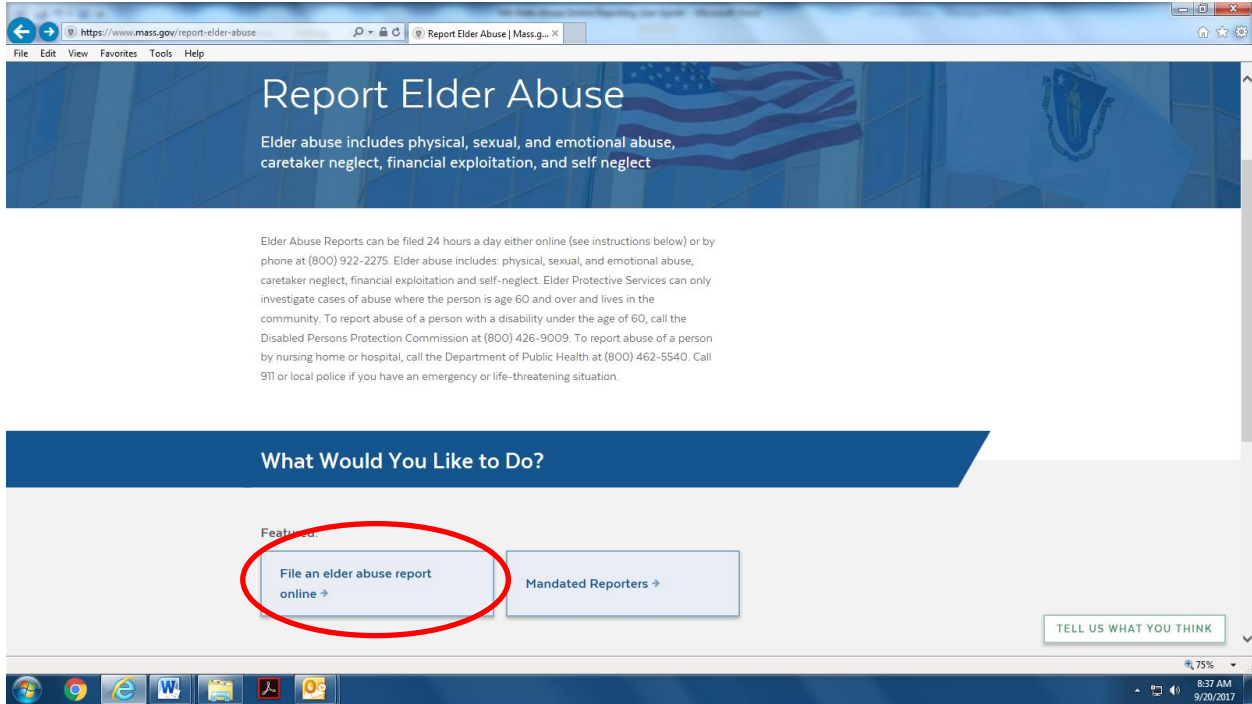 https://www.mass.gov/report-elder-abuse
Report Elder Abuse | Mass.g...
File Edit View Favorites Tools Help
Report Elder Abuse
Elder abuse includes physical, sexual, and emotional abuse,
caretaker neglect, financial exploitation, and self neglect
Elder Abuse Reports can be filed 24 hours a day either online (see instructions below) or by
phone at (800) 922-2275. Elder abuse includes: physical, sexual, and emotional abuse,
caretaker neglect, financial exploitation and self-neglect. Elder Protective Services can only
investigate cases of abuse where the person is age 60 and over and lives in the
community. To report abuse of a person with a disability under the age of 60, call the
Disabled Persons Protection Commission at (800) 426-9009. To report abuse of a person
by nursing home or hospital, call the Department of Public Health at (800) 462-5540. Call
911 or local police if you have an emergency or life-threatening situation.
What Would You Like to Do?
Featured:
File an elder abuse report
online →
Mandated Reporters →
TELL US WHAT YOU THINK
75%
8:37 AM
9/20/2017